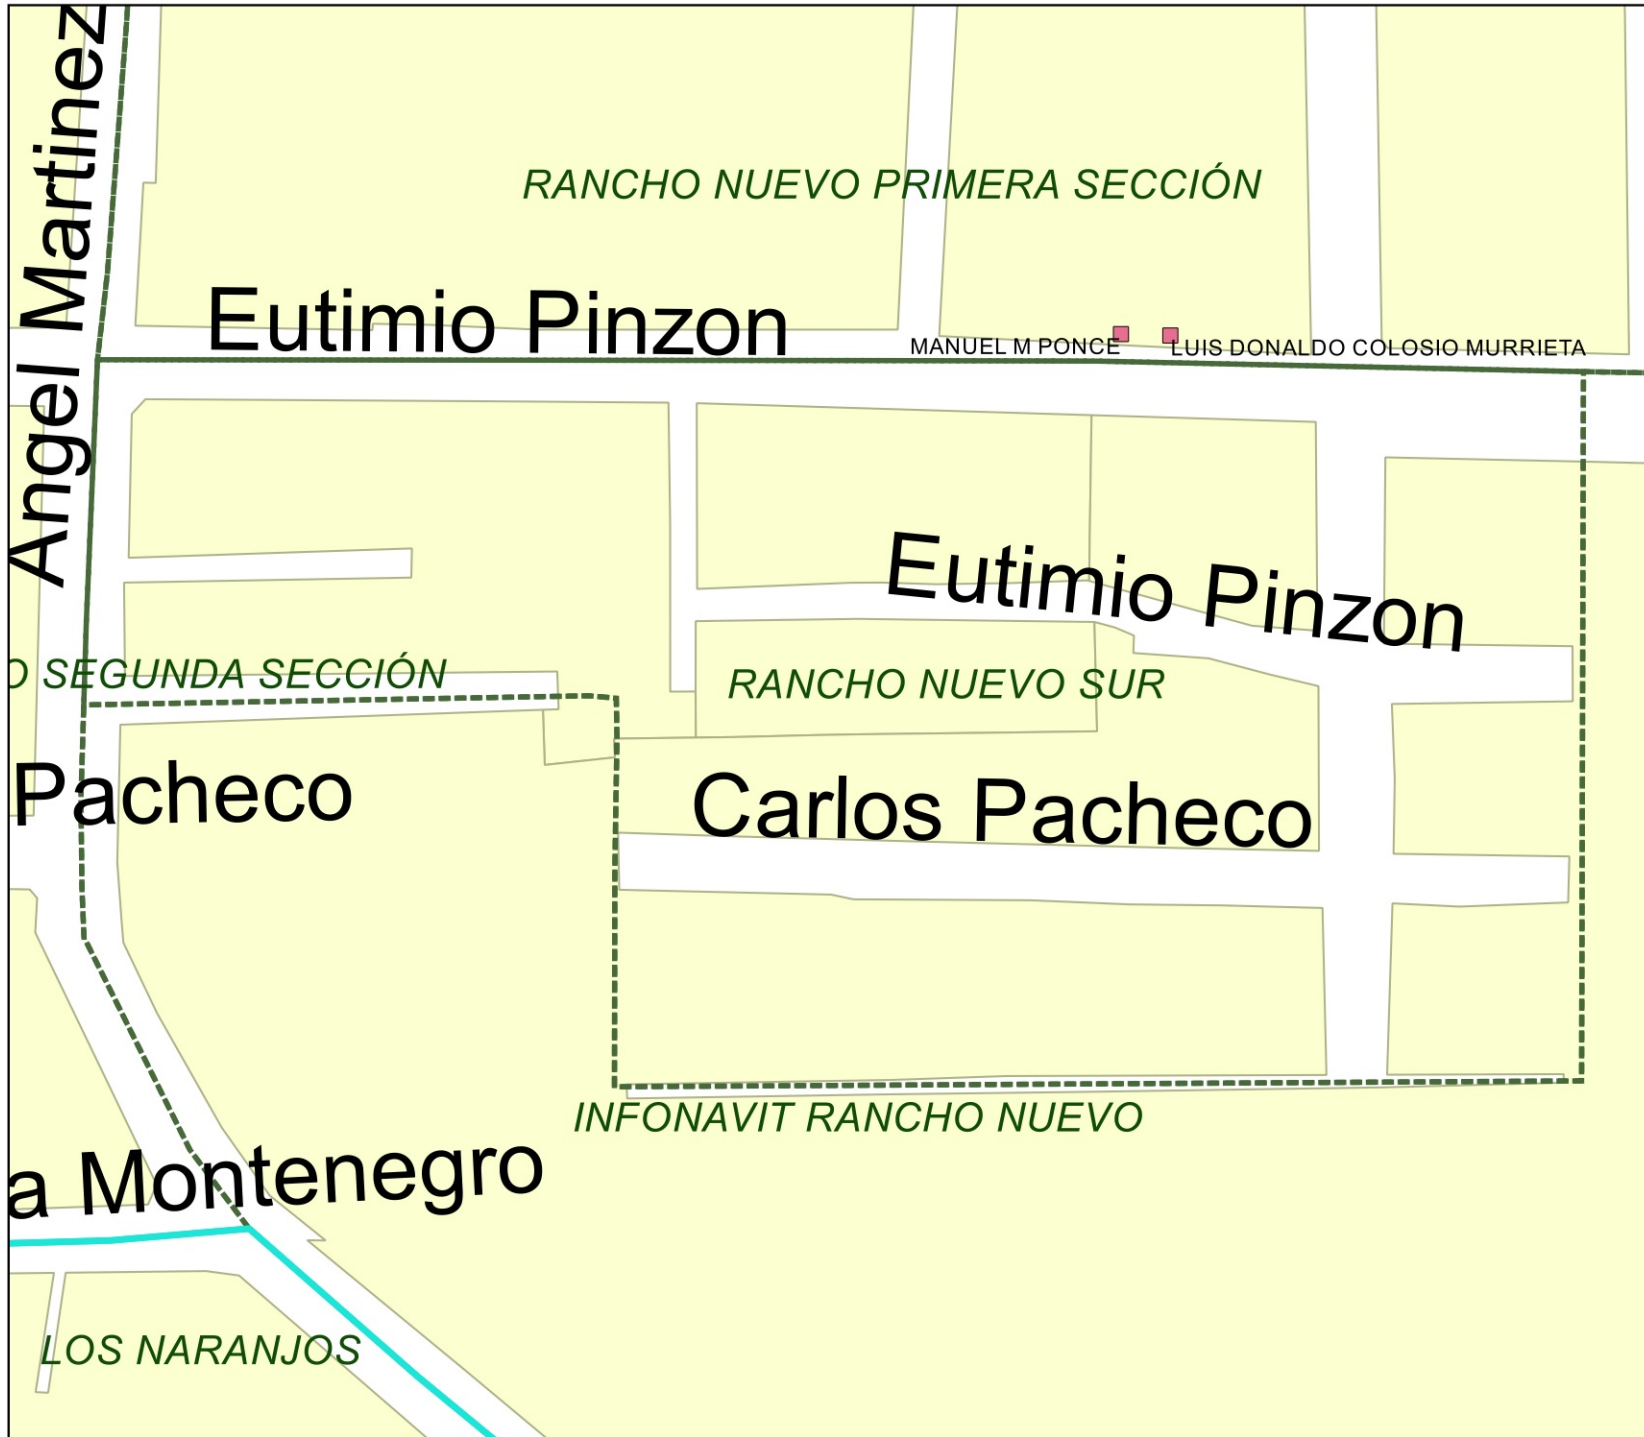 Angel Martinez
RANCHO NUEVO PRIMERA SECCIÓN
Eutimio Pinzon
MANUEL M PONCE
LUIS DONALDO COLOSIO MURRIETA
Eutimio Pinzon
O SEGUNDA SECCIÓN
RANCHO NUEVO SUR
Pacheco
Carlos Pacheco
INFONAVIT RANCHO NUEVO
a Montenegro
LOS NARANJOS